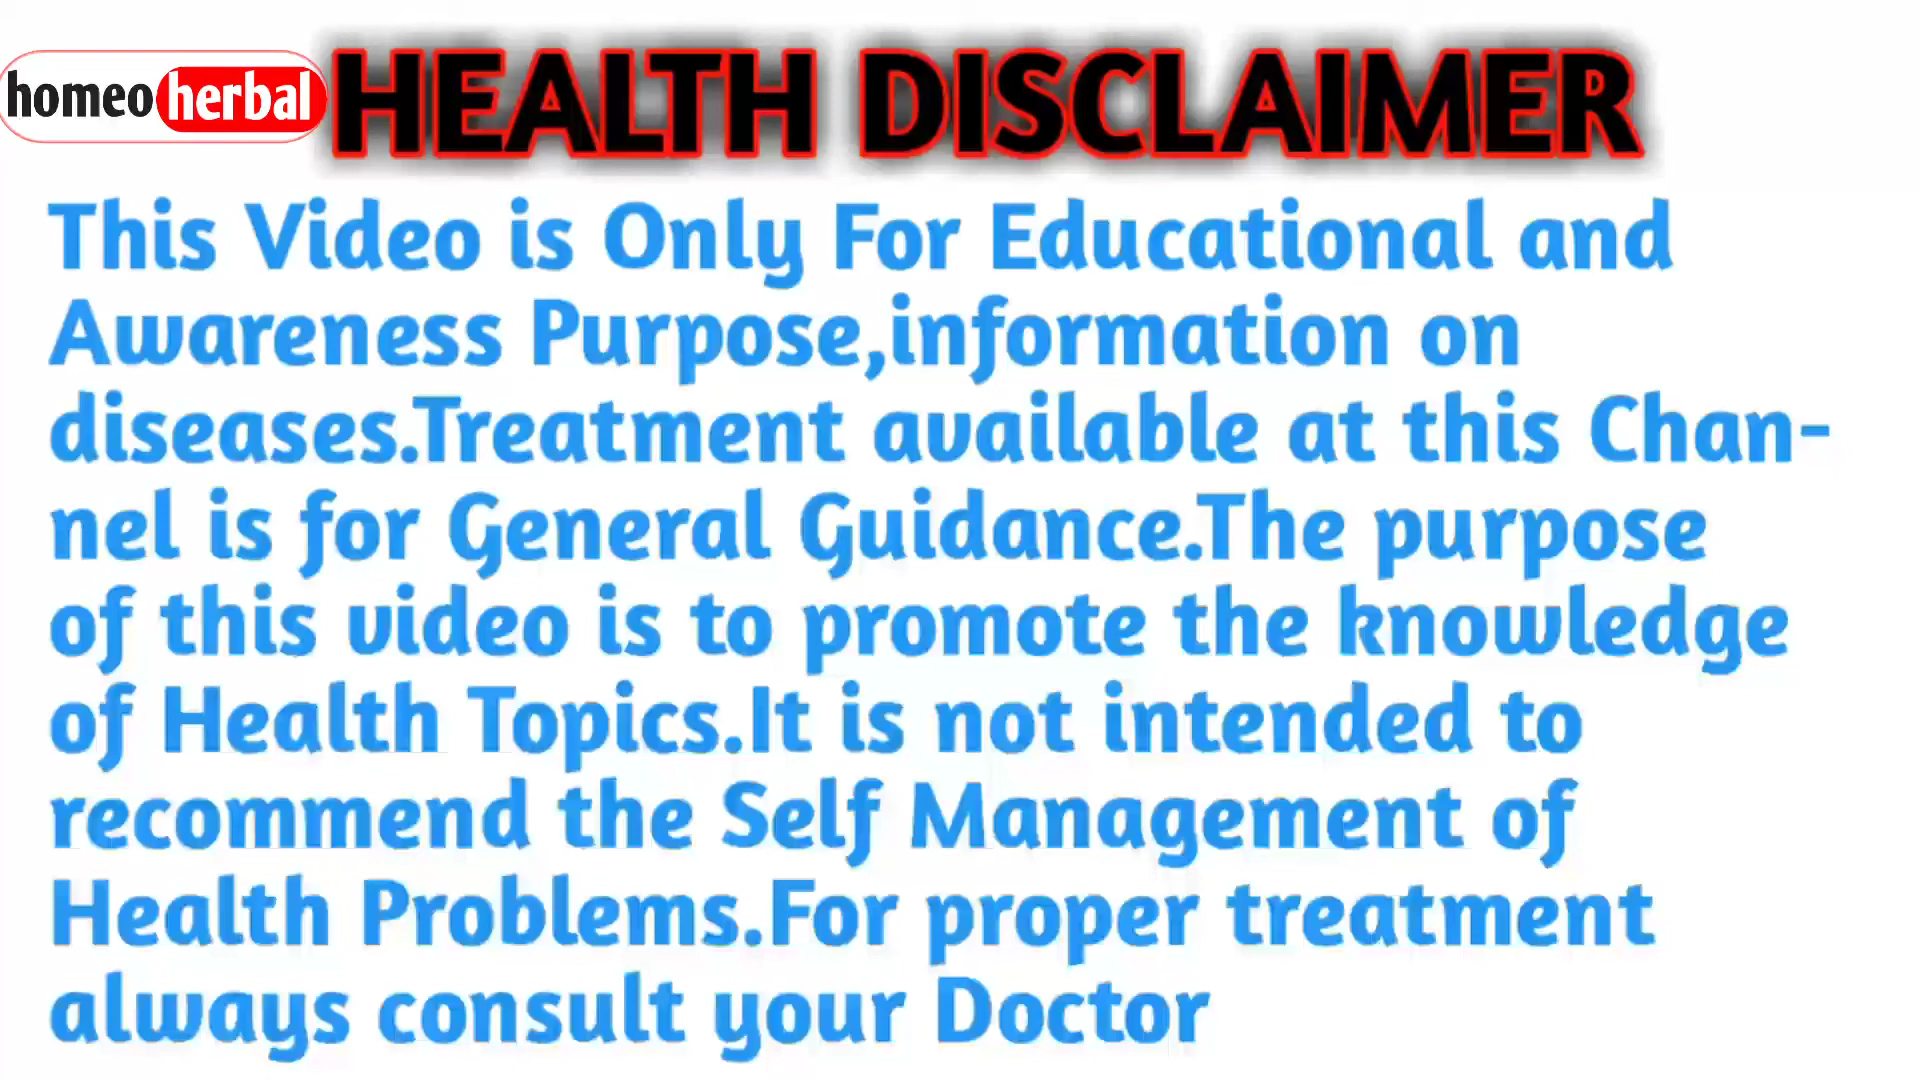 homeoherbal HEALTH DISCLAIMER
This Video is Only For Educational and
Awareness Purpose,information on
diseases.Treatment available at this Chan-
nel is for General Guidance.The purpose
of this video is to promote the knowledge
of Health Topics.It is not intended to
recommend the Self Management of
Health Problems.For proper treatment
always consult your Doctor